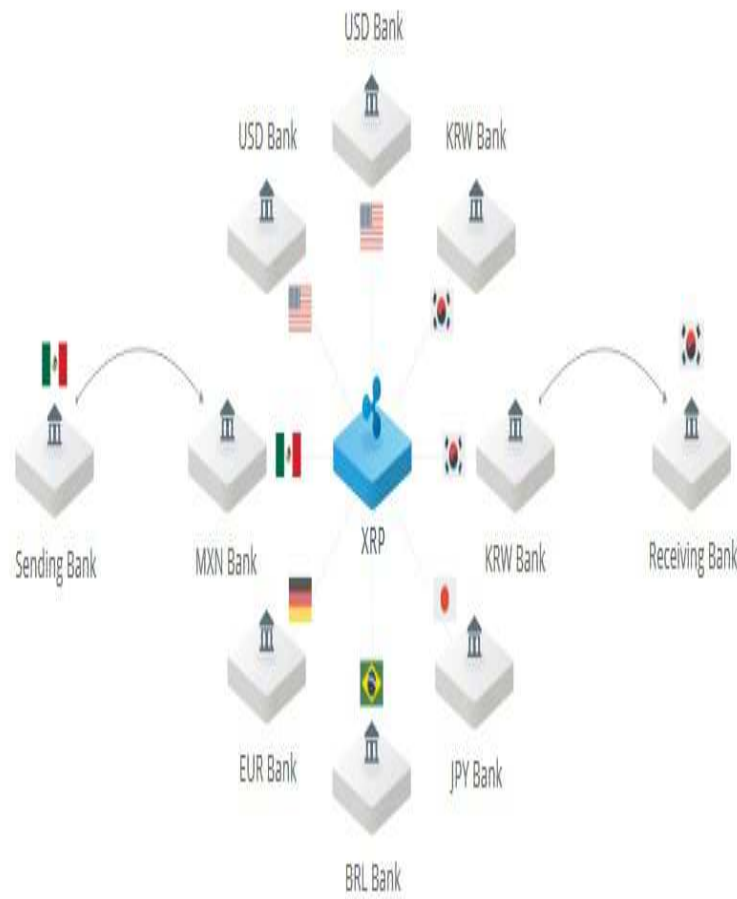 USD Bank
USD Bank
KRW Bank
Sending Bank
MXN Bank
XRP
KRW Bank
Receiving Bank
EUR Bank
JPY Bank
BRL Bank